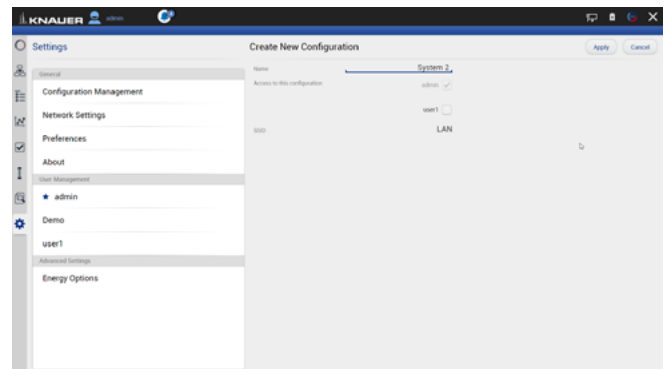 KNAUER admin
Settings
Create New Configuration
Apply
Cancel
General
Configuration Management
Network Settings
Preferences
About
User Management
★ admin
Demo
user1
Advanced Settings
Energy Options
Name
System 2
Access to this configuration
admin
user1
SSID
LAN